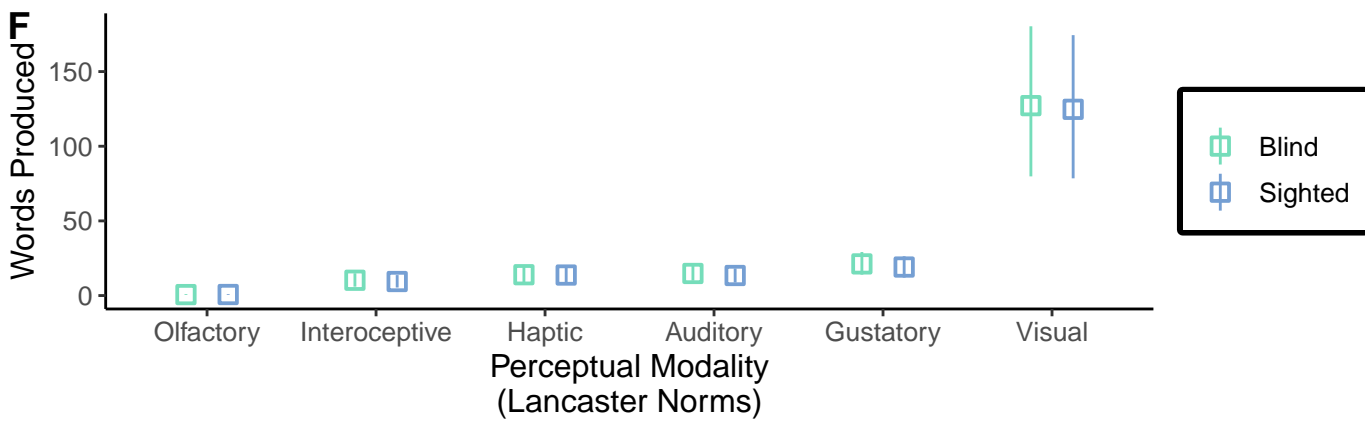 F
Words Produced
150
100
50
0
Olfactory
Interoceptive
Haptic
Auditory
Gustatory
Visual
Perceptual Modality
(Lancaster Norms)
Blind
Sighted